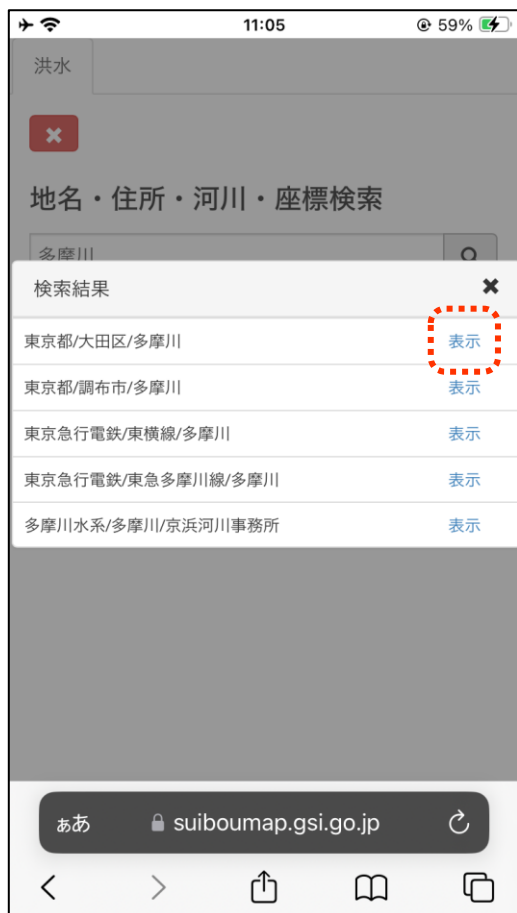 11:05 59%
洪水
地名・住所・河川・座標検索
多摩川
検索結果
東京都/大田区/多摩川 表示
東京都/調布市/多摩川 表示
東京急行電鉄/東横線/多摩川 表示
東京急行電鉄/東急多摩川線/多摩川 表示
多摩川水系/多摩川/京浜河川事務所 表示
ぁあ suiboumap.gsi.go.jp